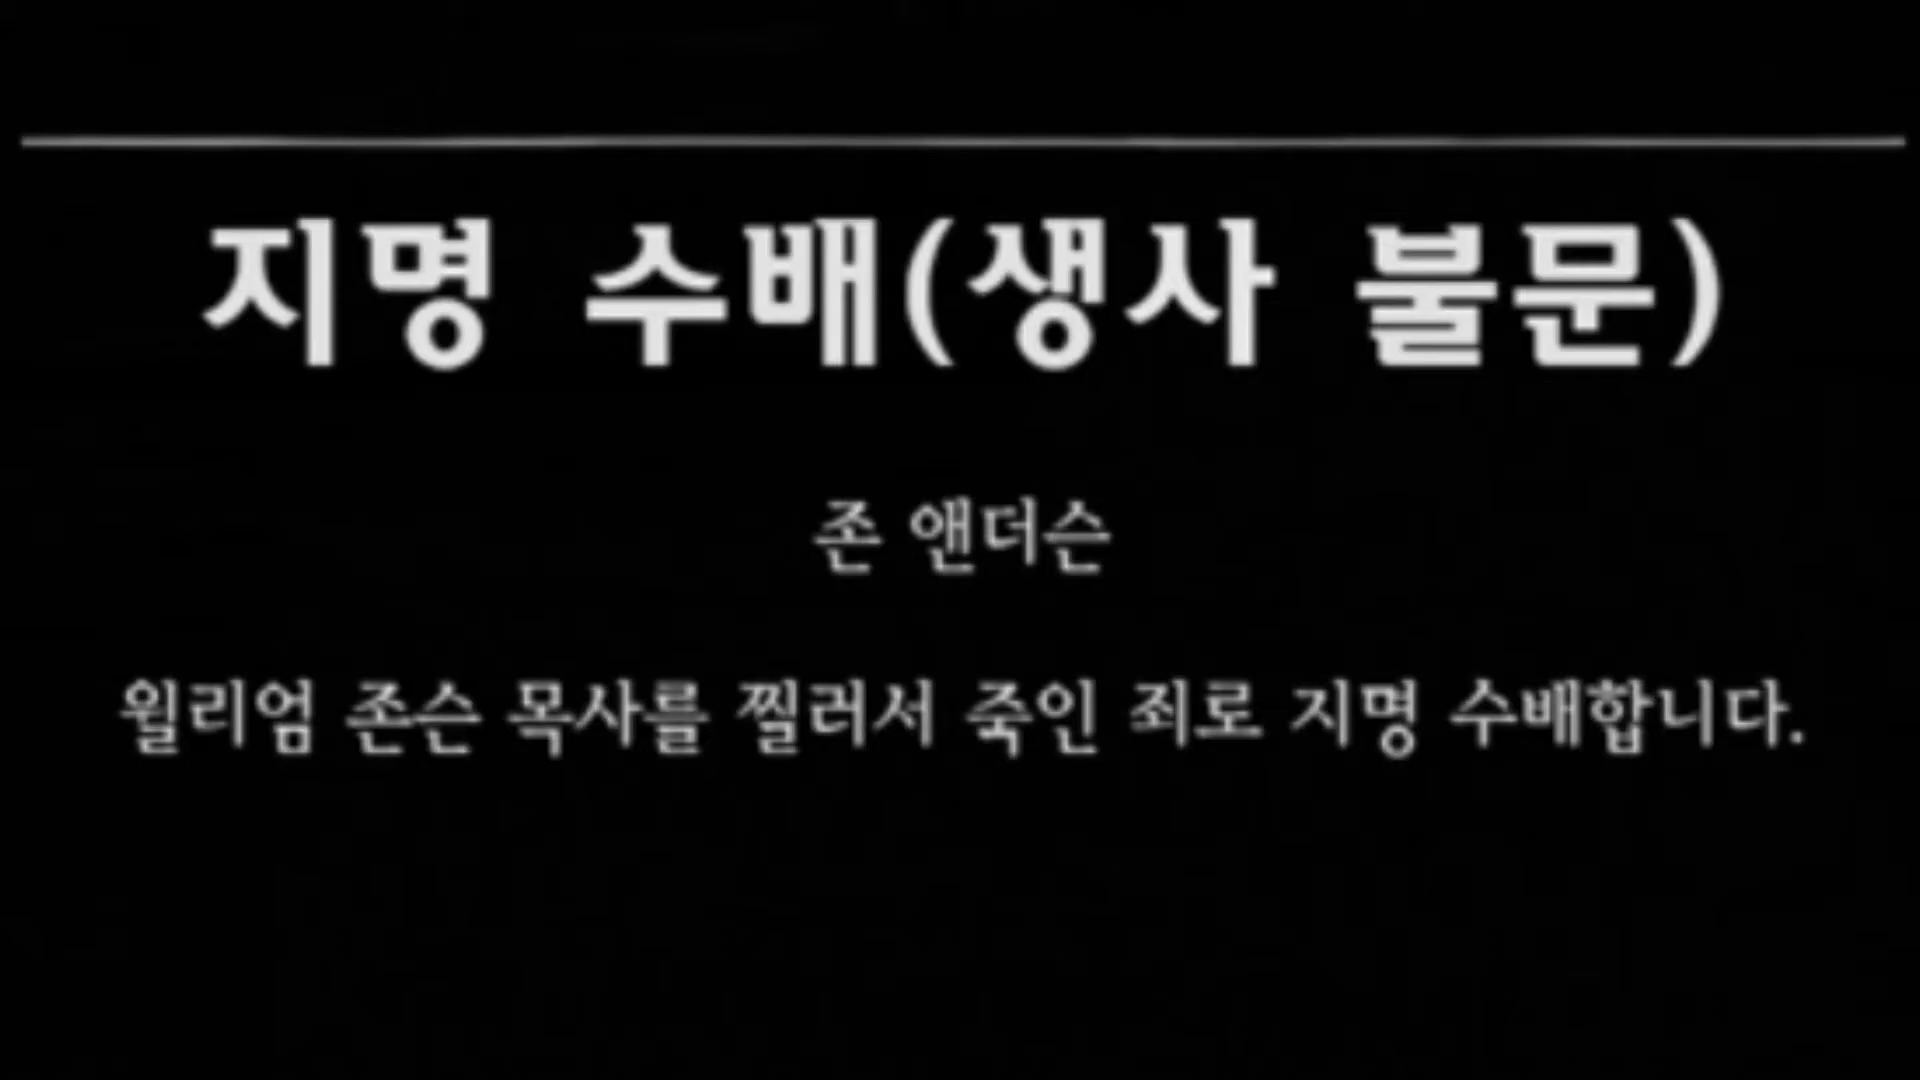 지명 수배(생사 불문)
존 앤더슨
윌리엄 존슨 목사를 찔러서 죽인 죄로 지명 수배합니다.